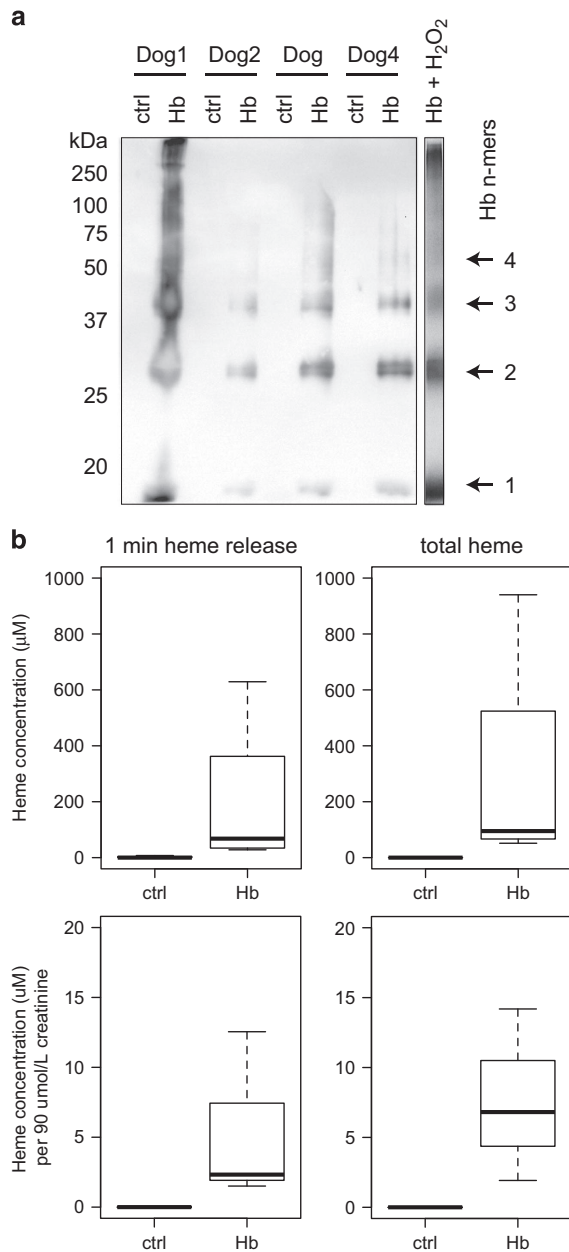 a
Dog1 Dog2 Dog Dog4
ctrl Hb ctrl Hb ctrl Hb ctrl Hb Hb + H2O2
kDa
250
100
75
50
37
25
20
Hb n-mers
4
3
2
1
b
1 min heme release total heme
Heme concentration (μM)
1000
800
600
400
200
0
ctrl Hb
1000
800
600
400
200
0
ctrl Hb
Heme concentration (uM)
per 90 umol/L creatinine
20
15
10
5
0
ctrl Hb
20
15
10
5
0
ctrl Hb